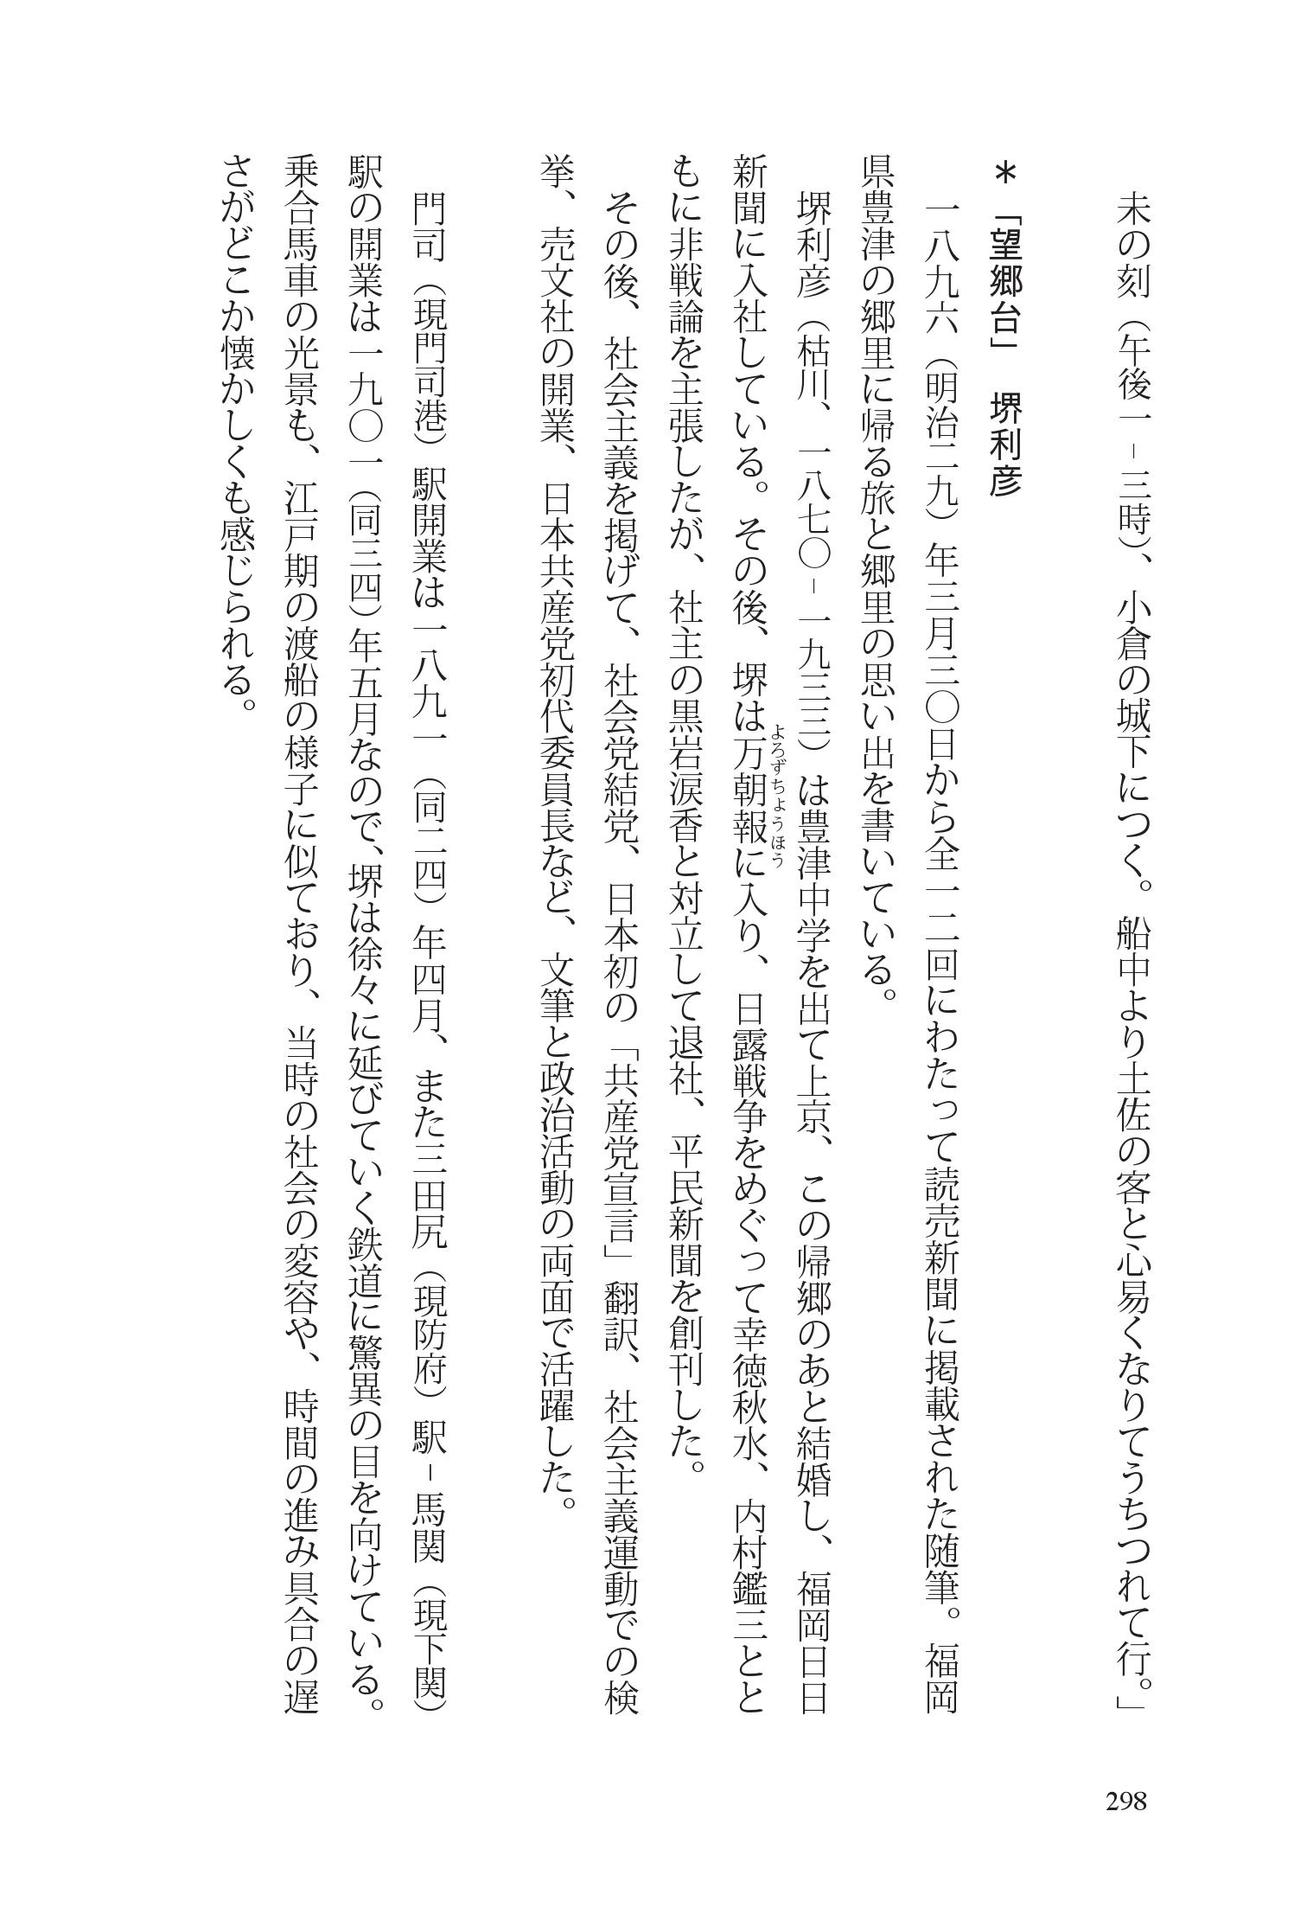 未の刻（午後一－三時）、小倉の城下につく。船中より土佐の客と心易くなりてうちつれて行。」
＊「望郷台」　堺利彦
一八九六（明治二九）年三月三〇日から全一二回にわたって読売新聞に掲載された随筆。福岡
県豊津の郷里に帰る旅と郷里の思い出を書いている。
堺利彦（枯川、一八七〇－一九三三）は豊津中学を出て上京、この帰郷のあと結婚し、福岡日日
新聞に入社している。その後、堺は万朝報に入り、日露戦争をめぐって幸徳秋水、内村鑑三とと
よろずちようほう
もに非戦論を主張したが、社主の黒岩涙香と対立して退社、平民新聞を創刊した。
その後、社会主義を掲げて、社会党結党、日本初の「共産党宣言」翻訳、社会主義運動での検
挙、売文社の開業、日本共産党初代委員長など、文筆と政治活動の両面で活躍した。
門司（現門司港）駅開業は一八九一（同二四）年四月、また三田尻（現防府）駅－馬関（現下関）
駅の開業は一九〇一（同三四）年五月なので、堺は徐々に延びていく鉄道に驚異の目を向けている。
乗合馬車の光景も、江戸期の渡船の様子に似ており、当時の社会の変容や、時間の進み具合の遅
さがどこか懐かしくも感じられる。
298